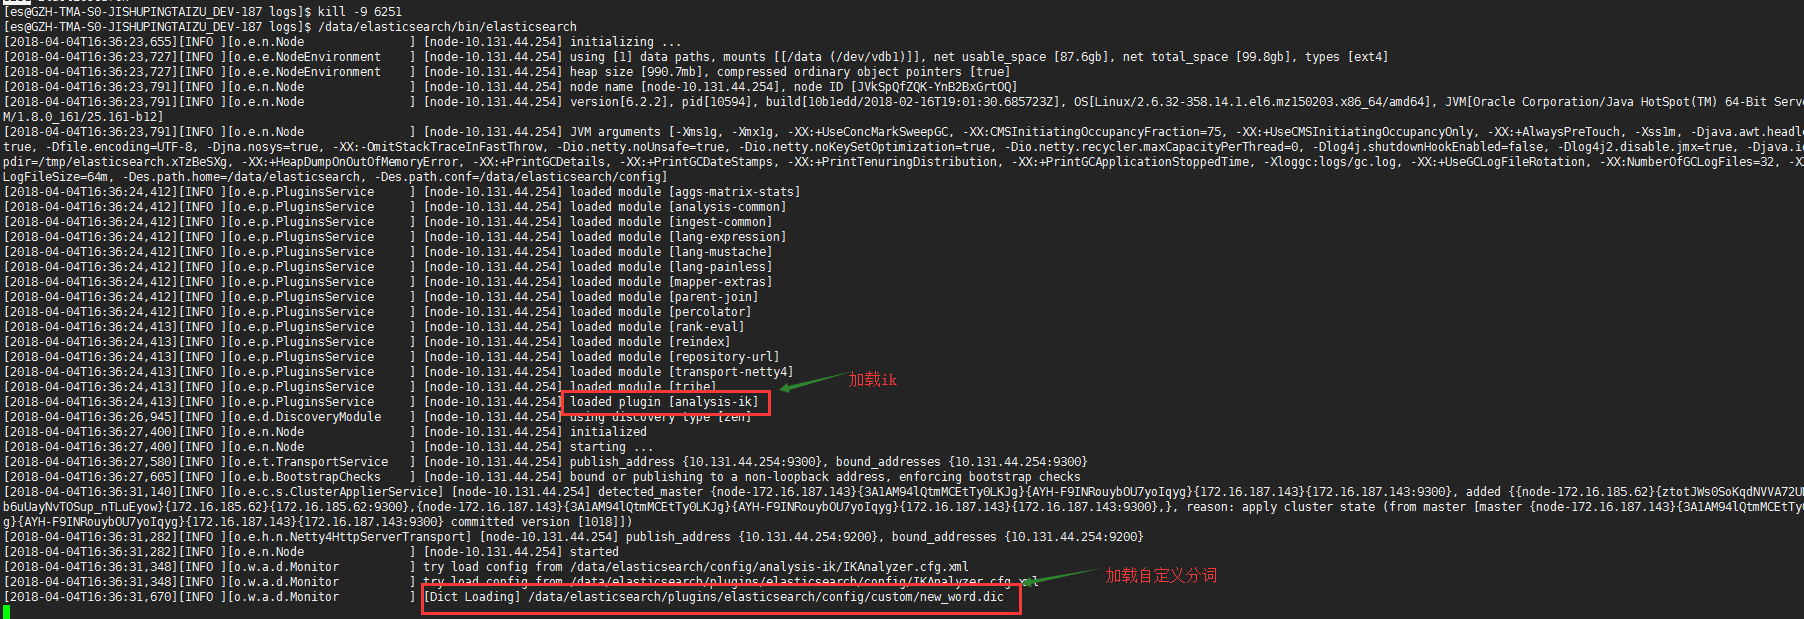 [es@GZH-TMA-S0-JISHUPINGTAIZU_DEV-187 logs]$ kill -9 6251
[es@GZH-TMA-S0-JISHUPINGTAIZU_DEV-187 logs]$ /data/elasticsearch/bin/elasticsearch
[2018-04-04T16:36:23,655][INFO ][o.e.n.Node               ] [node-10.131.44.254] initializing ...
[2018-04-04T16:36:23,727][INFO ][o.e.e.NodeEnvironment    ] [node-10.131.44.254] using [1] data paths, mounts [[/data (/dev/vdb1)]], net usable_space [87.6gb], net total_space [99.8gb], types [ext4]
[2018-04-04T16:36:23,727][INFO ][o.e.e.NodeEnvironment    ] [node-10.131.44.254] heap size [990.7mb], compressed ordinary object pointers [true]
[2018-04-04T16:36:23,791][INFO ][o.e.n.Node               ] [node-10.131.44.254] node name [node-10.131.44.254], node ID [JVkSpQfZQK-YnB2BxGrtOQ]
[2018-04-04T16:36:23,791][INFO ][o.e.n.Node               ] [node-10.131.44.254] version[6.2.2], pid[10594], build[10b1edd/2018-02-16T19:01:30.685723Z], OS[Linux/2.6.32-358.14.1.el6.mz150203.x86_64/amd64], JVM[Oracle Corporation/Java HotSpot(TM) 64-Bit Serve
M/1.8.0_161/25.161-b12]
[2018-04-04T16:36:23,791][INFO ][o.e.n.Node               ] [node-10.131.44.254] JVM arguments [-Xms1g, -Xmx1g, -XX:+UseConcMarkSweepGC, -XX:CMSInitiatingOccupancyFraction=75, -XX:+UseCMSInitiatingOccupancyOnly, -XX:+AlwaysPreTouch, -Xss1m, -Djava.awt.headle
true, -Dfile.encoding=UTF-8, -Djna.nosys=true, -XX:-OmitStackTraceInFastThrow, -Dio.netty.noUnsafe=true, -Dio.netty.noKeySetOptimization=true, -Dio.netty.recycler.maxCapacityPerThread=0, -Dlog4j.shutdownHookEnabled=false, -Dlog4j2.disable.jmx=true, -Djava.io
pdir=/tmp/elasticsearch.xTzBeSXg, -XX:+HeapDumpOnOutOfMemoryError, -XX:+PrintGCDetails, -XX:+PrintGCDateStamps, -XX:+PrintTenuringDistribution, -XX:+PrintGCApplicationStoppedTime, -Xloggc:logs/gc.log, -XX:+UseGCLogFileRotation, -XX:NumberOfGCLogFiles=32, -X
LogFileSize=64m, -Des.path.home=/data/elasticsearch, -Des.path.conf=/data/elasticsearch/config]
[2018-04-04T16:36:24,412][INFO ][o.e.p.PluginsService     ] [node-10.131.44.254] loaded module [aggs-matrix-stats]
[2018-04-04T16:36:24,412][INFO ][o.e.p.PluginsService     ] [node-10.131.44.254] loaded module [analysis-common]
[2018-04-04T16:36:24,412][INFO ][o.e.p.PluginsService     ] [node-10.131.44.254] loaded module [ingest-common]
[2018-04-04T16:36:24,412][INFO ][o.e.p.PluginsService     ] [node-10.131.44.254] loaded module [lang-expression]
[2018-04-04T16:36:24,412][INFO ][o.e.p.PluginsService     ] [node-10.131.44.254] loaded module [lang-mustache]
[2018-04-04T16:36:24,412][INFO ][o.e.p.PluginsService     ] [node-10.131.44.254] loaded module [lang-painless]
[2018-04-04T16:36:24,412][INFO ][o.e.p.PluginsService     ] [node-10.131.44.254] loaded module [mapper-extras]
[2018-04-04T16:36:24,412][INFO ][o.e.p.PluginsService     ] [node-10.131.44.254] loaded module [parent-join]
[2018-04-04T16:36:24,412][INFO ][o.e.p.PluginsService     ] [node-10.131.44.254] loaded module [percolator]
[2018-04-04T16:36:24,413][INFO ][o.e.p.PluginsService     ] [node-10.131.44.254] loaded module [rank-eval]
[2018-04-04T16:36:24,413][INFO ][o.e.p.PluginsService     ] [node-10.131.44.254] loaded module [reindex]
[2018-04-04T16:36:24,413][INFO ][o.e.p.PluginsService     ] [node-10.131.44.254] loaded module [repository-url]
[2018-04-04T16:36:24,413][INFO ][o.e.p.PluginsService     ] [node-10.131.44.254] loaded module [transport-netty4]
[2018-04-04T16:36:24,413][INFO ][o.e.p.PluginsService     ] [node-10.131.44.254] loaded module [tribe]
加载ik
[2018-04-04T16:36:24,413][INFO ][o.e.p.PluginsService     ] [node-10.131.44.254] loaded plugin [analysis-ik]
[2018-04-04T16:36:26,945][INFO ][o.e.d.DiscoveryModule    ] [node-10.131.44.254] using discovery type [zen]
[2018-04-04T16:36:27,400][INFO ][o.e.n.Node               ] [node-10.131.44.254] initialized
[2018-04-04T16:36:27,400][INFO ][o.e.n.Node               ] [node-10.131.44.254] starting ...
[2018-04-04T16:36:27,580][INFO ][o.e.t.TransportService   ] [node-10.131.44.254] publish_address {10.131.44.254:9300}, bound_addresses {10.131.44.254:9300}
[2018-04-04T16:36:27,605][INFO ][o.e.b.BootstrapChecks    ] [node-10.131.44.254] bound or publishing to a non-loopback address, enforcing bootstrap checks
[2018-04-04T16:36:31,140][INFO ][o.e.c.s.ClusterApplierService] [node-10.131.44.254] detected_master {node-172.16.187.143}{3A1AM94lQtmMCEtTy0LKJg}{AYH-F9INRouybOU7yoIqyg}{172.16.187.143}{172.16.187.143:9300}, added {{node-172.16.185.62}{ztotJWs0SoKqdNVVA72U
b6uUayNvTOSup_nTLuEyow}{172.16.185.62}{172.16.185.62:9300},{node-172.16.187.143}{3A1AM94lQtmMCEtTy0LKJg}{AYH-F9INRouybOU7yoIqyg}{172.16.187.143}{172.16.187.143:9300},}, reason: apply cluster state (from master [master {node-172.16.187.143}{3A1AM94lQtmMCEtTy
g}{AYH-F9INRouybOU7yoIqyg}{172.16.187.143}{172.16.187.143:9300} committed version [1018]])
[2018-04-04T16:36:31,282][INFO ][o.e.h.n.Netty4HttpServerTransport] [node-10.131.44.254] publish_address {10.131.44.254:9200}, bound_addresses {10.131.44.254:9200}
[2018-04-04T16:36:31,282][INFO ][o.e.n.Node               ] [node-10.131.44.254] started
[2018-04-04T16:36:31,348][INFO ][o.w.a.d.Monitor          ] try load config from /data/elasticsearch/config/analysis-ik/IKAnalyzer.cfg.xml
[2018-04-04T16:36:31,348][INFO ][o.w.a.d.Monitor          ] try load config from /data/elasticsearch/plugins/elasticsearch/config/IKAnalyzer.cfg.xml
加载自定义分词
[2018-04-04T16:36:31,670][INFO ][o.w.a.d.Monitor          ] [Dict Loading] /data/elasticsearch/plugins/elasticsearch/config/custom/new_word.dic